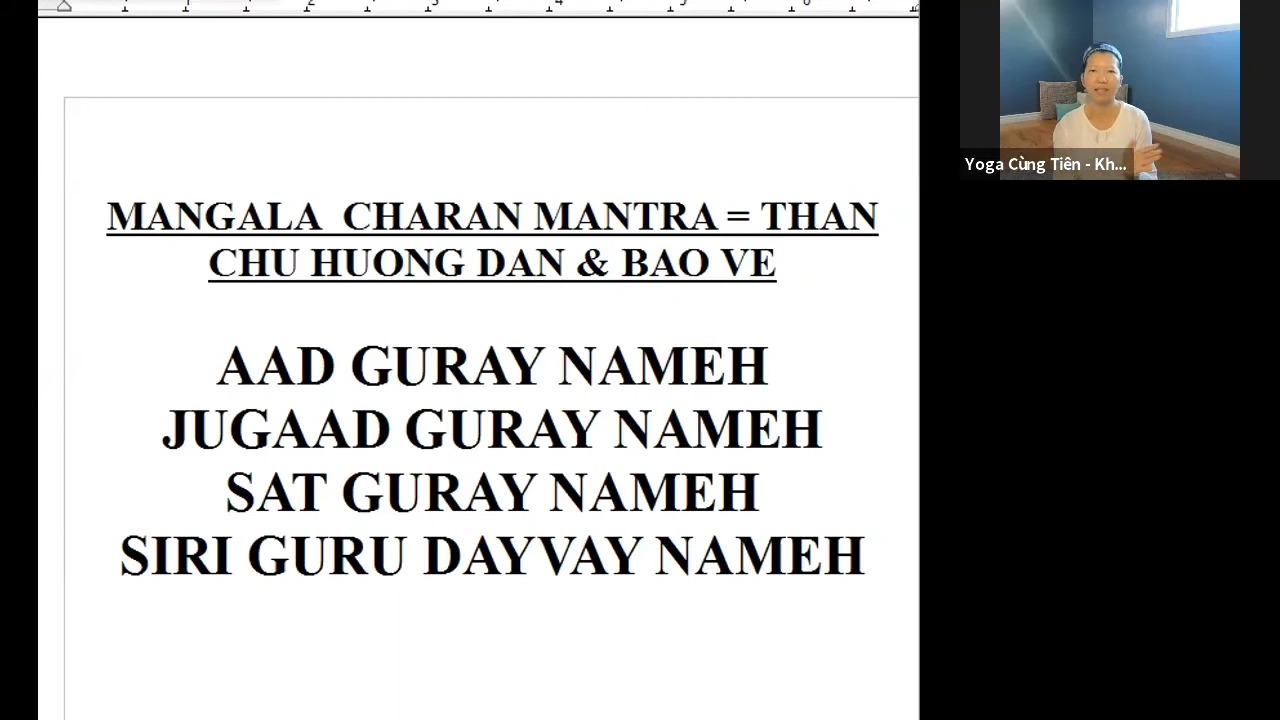 MANGALA CHARAN MANTRA = THAN
CHU HUONG DAN & BAO VE
AAD GURAY NAMEH
JUGAAD GURAY NAMEH
SAT GURAY NAMEH
SIRI GURU DAYVAY NAMEH
Yoga Cùng Tiên - Kh...